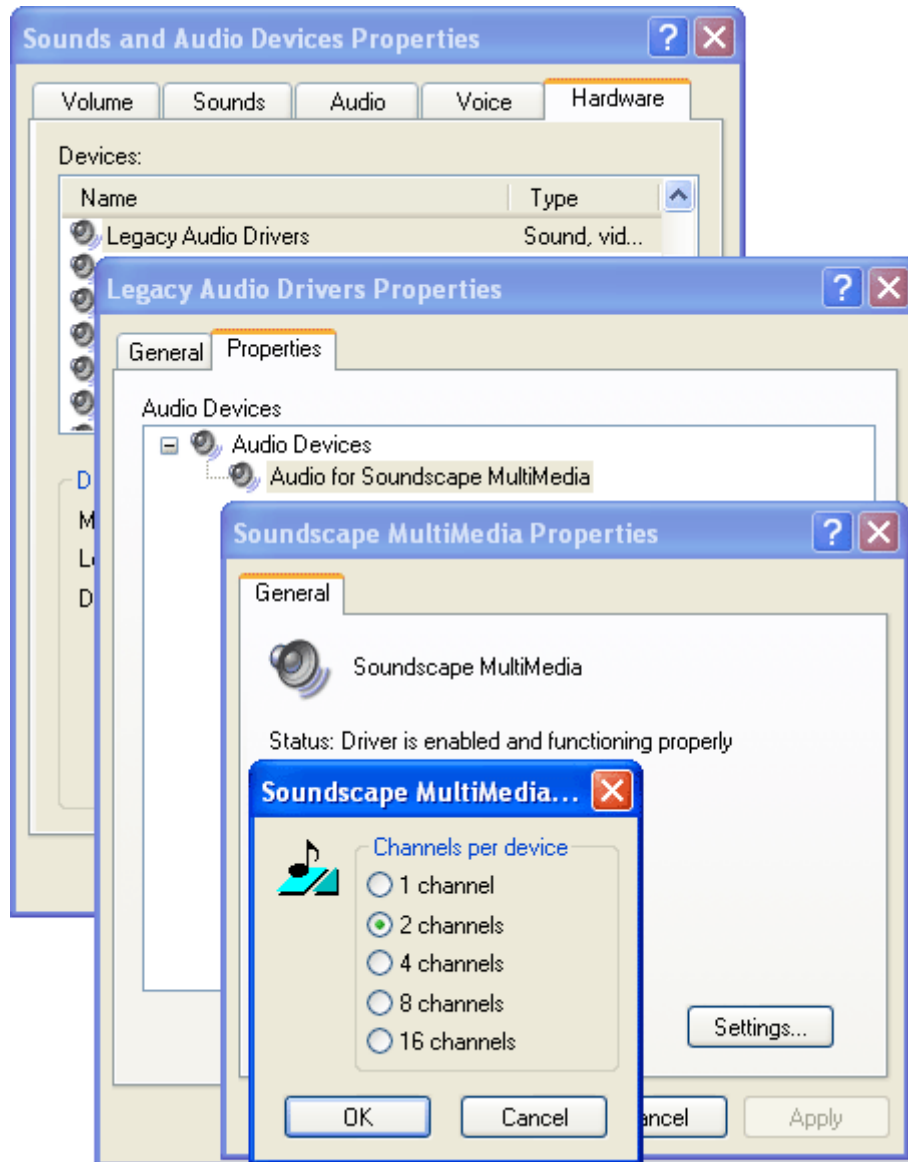 Sounds and Audio Devices Properties
Volume Sounds Audio Voice Hardware
Devices:
Name Type
Legacy Audio Drivers Sound, vid...
Legacy Audio Drivers Properties
General Properties
Audio Devices
Audio Devices
Audio for Soundscape MultiMedia
Soundscape MultiMedia Properties
General
Soundscape MultiMedia
Status: Driver is enabled and functioning properly
Soundscape MultiMedia...
Channels per device
1 channel
2 channels
4 channels
8 channels
16 channels
Settings...
OK Cancel Apply